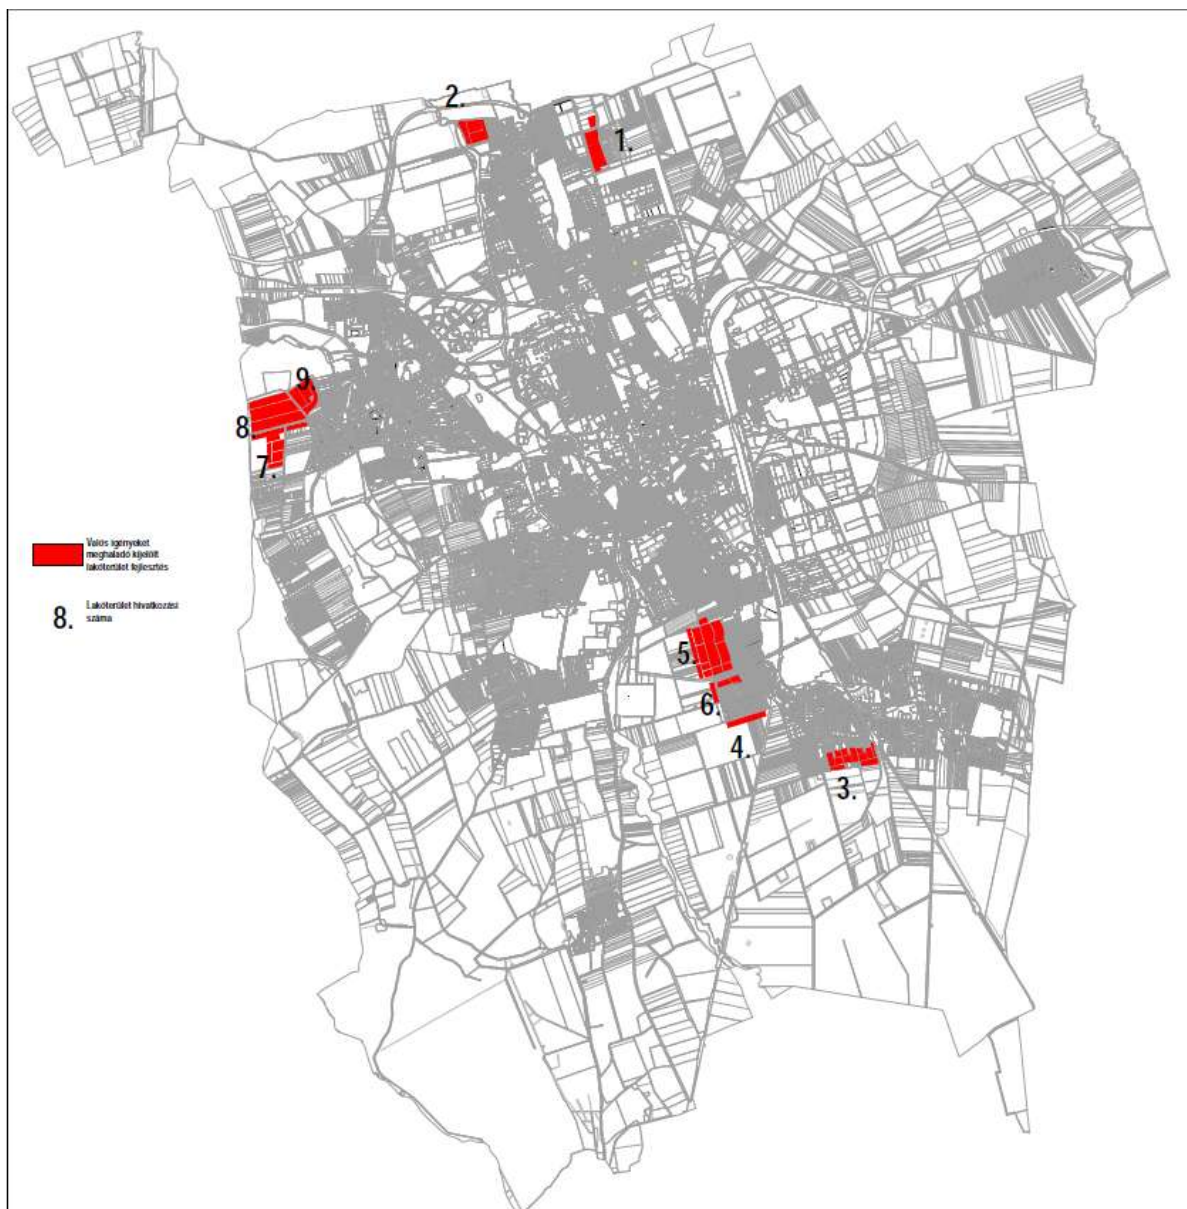 2.
1.
9.
8.
7.
Valós igényeket
meghaladó kijelölt
lakóterület fejlesztés
8.
Lakóterület hivatkozási
száma
5.
6.
4.
3.